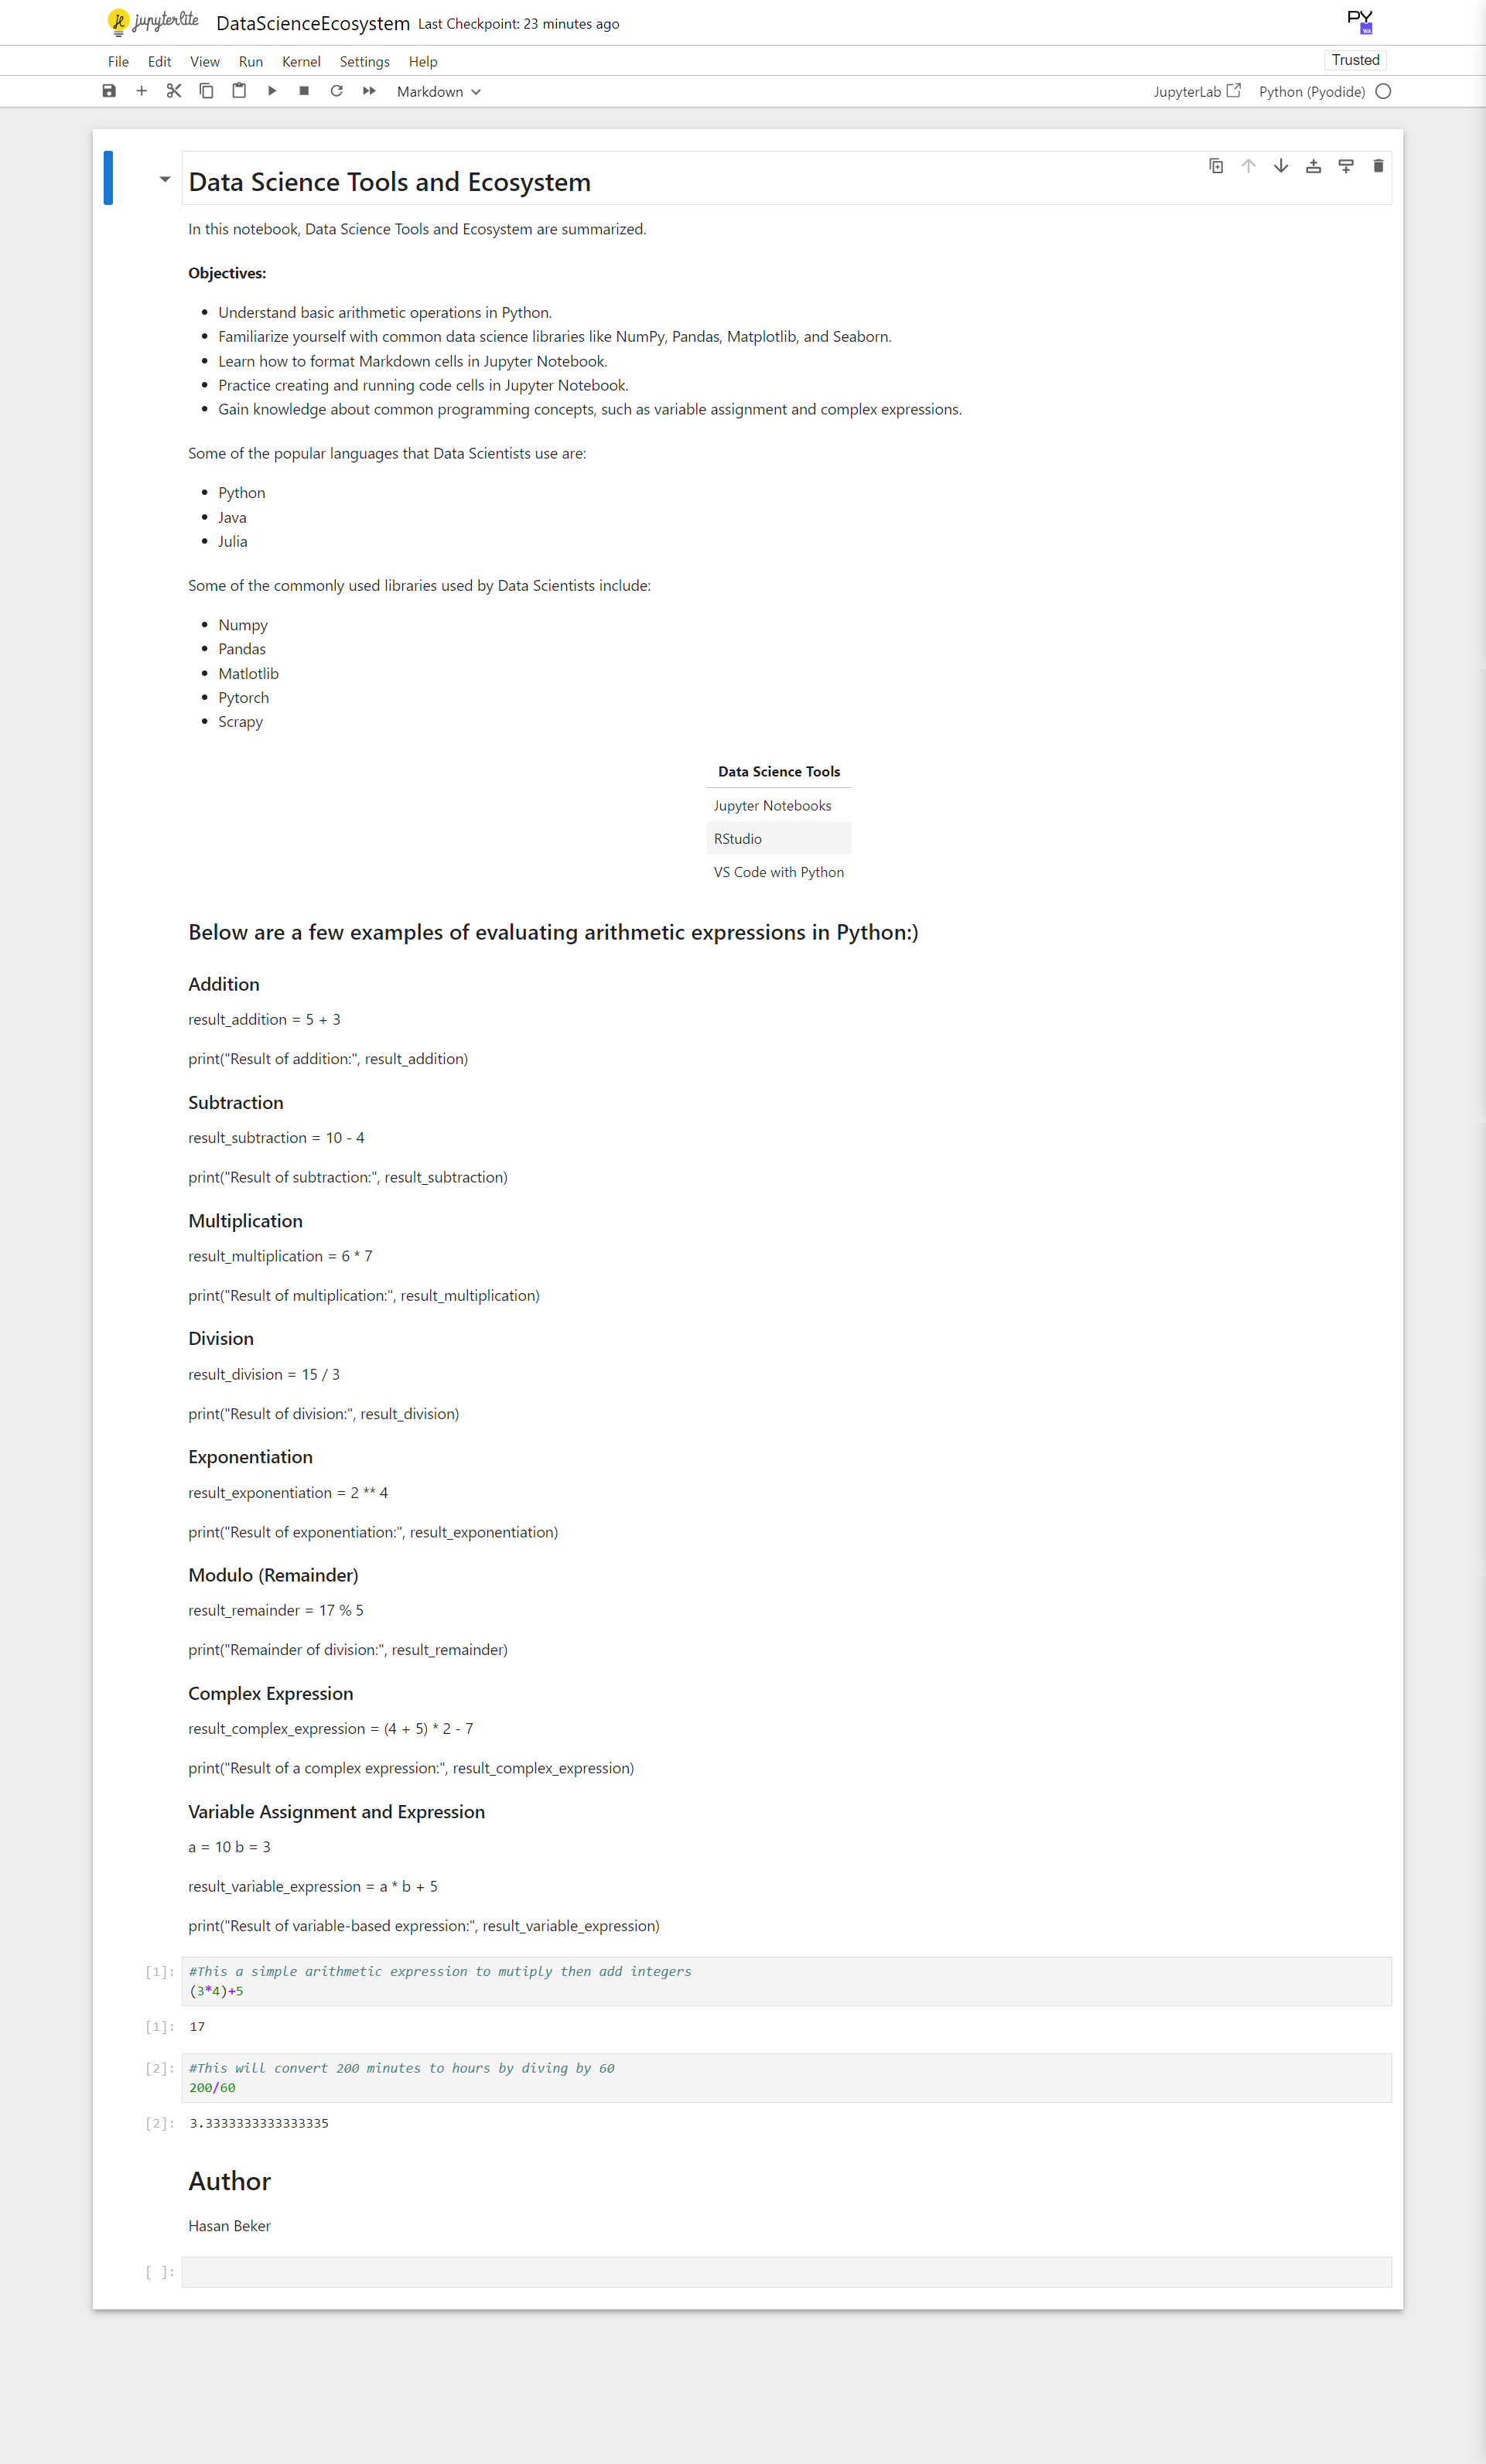 jupyterlite DataScienceEcosystem Last Checkpoint: 23 minutes ago PY WA
File Edit View Run Kernel Settings Help Trusted
Markdown JupyterLab Python (Pyodide)
Data Science Tools and Ecosystem
In this notebook, Data Science Tools and Ecosystem are summarized.
Objectives:
• Understand basic arithmetic operations in Python.
• Familiarize yourself with common data science libraries like NumPy, Pandas, Matplotlib, and Seaborn.
• Learn how to format Markdown cells in Jupyter Notebook.
• Practice creating and running code cells in Jupyter Notebook.
• Gain knowledge about common programming concepts, such as variable assignment and complex expressions.
Some of the popular languages that Data Scientists use are:
• Python
• Java
• Julia
Some of the commonly used libraries used by Data Scientists include:
• Numpy
• Pandas
• Matlotlib
• Pytorch
• Scrapy
Data Science Tools
Jupyter Notebooks
RStudio
VS Code with Python
Below are a few examples of evaluating arithmetic expressions in Python:)
Addition
result_addition = 5 + 3
print("Result of addition:", result_addition)
Subtraction
result_subtraction = 10 - 4
print("Result of subtraction:", result_subtraction)
Multiplication
result_multiplication = 6 * 7
print("Result of multiplication:", result_multiplication)
Division
result_division = 15 / 3
print("Result of division:", result_division)
Exponentiation
result_exponentiation = 2 ** 4
print("Result of exponentiation:", result_exponentiation)
Modulo (Remainder)
result_remainder = 17 % 5
print("Remainder of division:", result_remainder)
Complex Expression
result_complex_expression = (4 + 5) * 2 - 7
print("Result of a complex expression:", result_complex_expression)
Variable Assignment and Expression
a = 10 b = 3
result_variable_expression = a * b + 5
print("Result of variable-based expression:", result_variable_expression)
[1]: #This a simple arithmetic expression to mutiply then add integers
(3*4)+5
[1]: 17
[2]: #This will convert 200 minutes to hours by diving by 60
200/60
[2]: 3.3333333333333335
Author
Hasan Beker
[ ]: